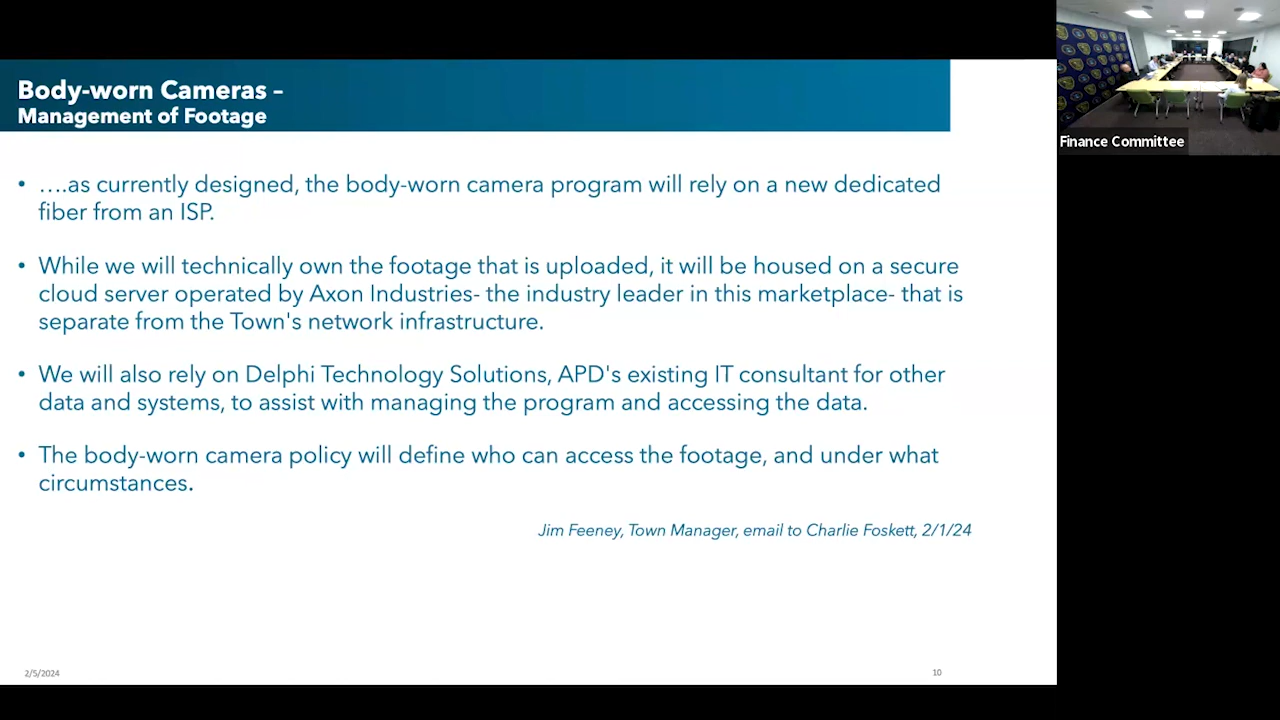 Body-worn Cameras –
Management of Footage
• ….as currently designed, the body-worn camera program will rely on a new dedicated
fiber from an ISP.
• While we will technically own the footage that is uploaded, it will be housed on a secure
cloud server operated by Axon Industries- the industry leader in this marketplace- that is
separate from the Town's network infrastructure.
• We will also rely on Delphi Technology Solutions, APD's existing IT consultant for other
data and systems, to assist with managing the program and accessing the data.
• The body-worn camera policy will define who can access the footage, and under what
circumstances.
Jim Feeney, Town Manager, email to Charlie Foskett, 2/1/24
2/5/2024
10
Finance Committee